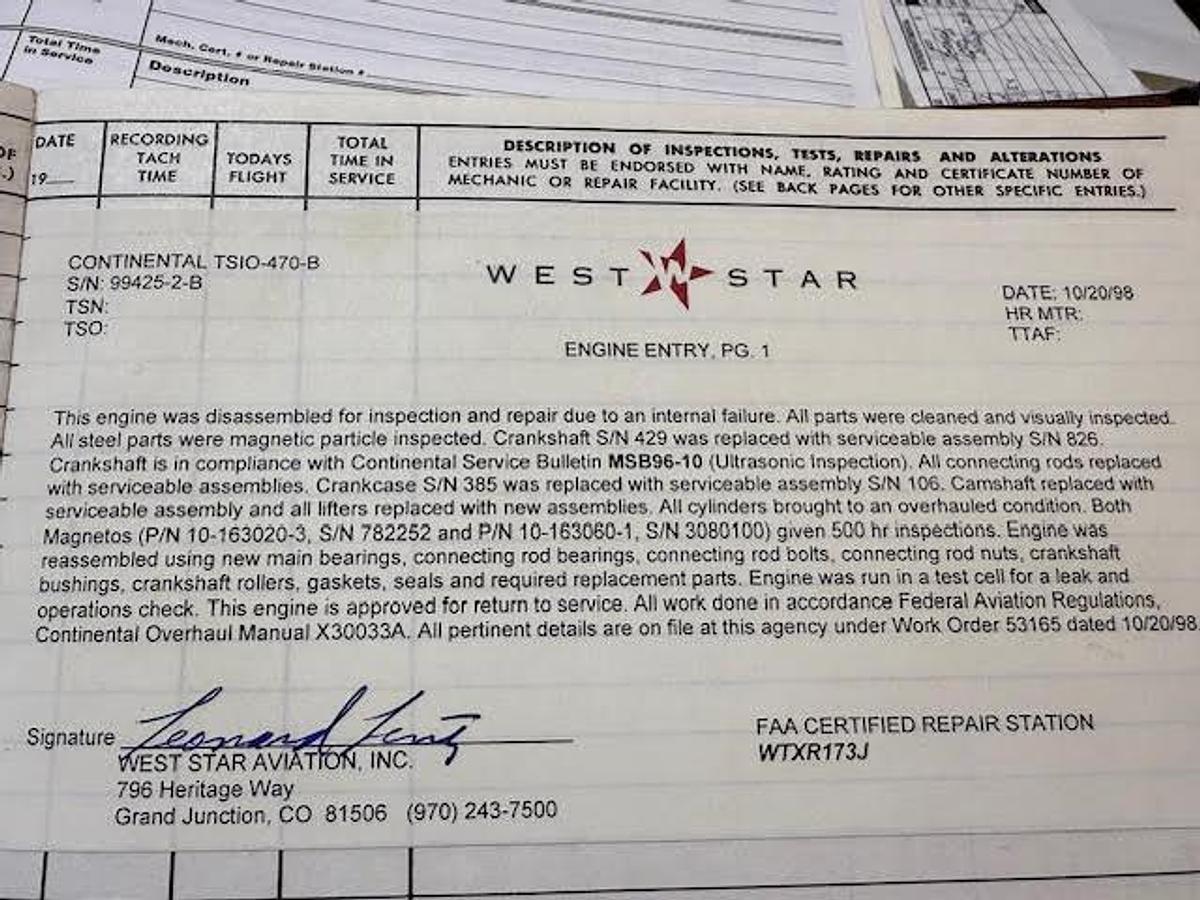 Total Time
in Service
Mech. Cert. # or Repair Station #
Description
OF
.)
DATE
19
RECORDING
TACH
TIME
TODAYS
FLIGHT
TOTAL
TIME IN
SERVICE
DESCRIPTION OF INSPECTIONS, TESTS, REPAIRS AND ALTERATIONS
ENTRIES MUST BE ENDORSED WITH NAME, RATING AND CERTIFICATE NUMBER OF
MECHANIC OR REPAIR FACILITY. (SEE BACK PAGES FOR OTHER SPECIFIC ENTRIES.)
CONTINENTAL TSIO-470-B
S/N: 99425-2-B
TSN:
TSO:
WEST W STAR
DATE: 10/20/98
HR MTR:
TTAF:
ENGINE ENTRY, PG. 1
This engine was disassembled for inspection and repair due to an internal failure. All parts were cleaned and visually inspected.
All steel parts were magnetic particle inspected. Crankshaft S/N 429 was replaced with serviceable assembly S/N 826.
Crankshaft is in compliance with Continental Service Bulletin MSB96-10 (Ultrasonic Inspection). All connecting rods replaced
with serviceable assemblies. Crankcase S/N 385 was replaced with serviceable assembly S/N 106. Camshaft replaced with
serviceable assembly and all lifters replaced with new assemblies. All cylinders brought to an overhauled condition. Both
Magnetos (P/N 10-163020-3, S/N 782252 and P/N 10-163060-1, S/N 3080100) given 500 hr inspections. Engine was
reassembled using new main bearings, connecting rod bearings, connecting rod bolts, connecting rod nuts, crankshaft
bushings, crankshaft rollers, gaskets, seals and required replacement parts. Engine was run in a test cell for a leak and
operations check. This engine is approved for return to service. All work done in accordance Federal Aviation Regulations,
Continental Overhaul Manual X30033A. All pertinent details are on file at this agency under Work Order 53165 dated 10/20/98.
Signature Leonard
WEST STAR AVIATION, INC.
796 Heritage Way
Grand Junction, CO 81506 (970) 243-7500
FAA CERTIFIED REPAIR STATION
WTXR173J